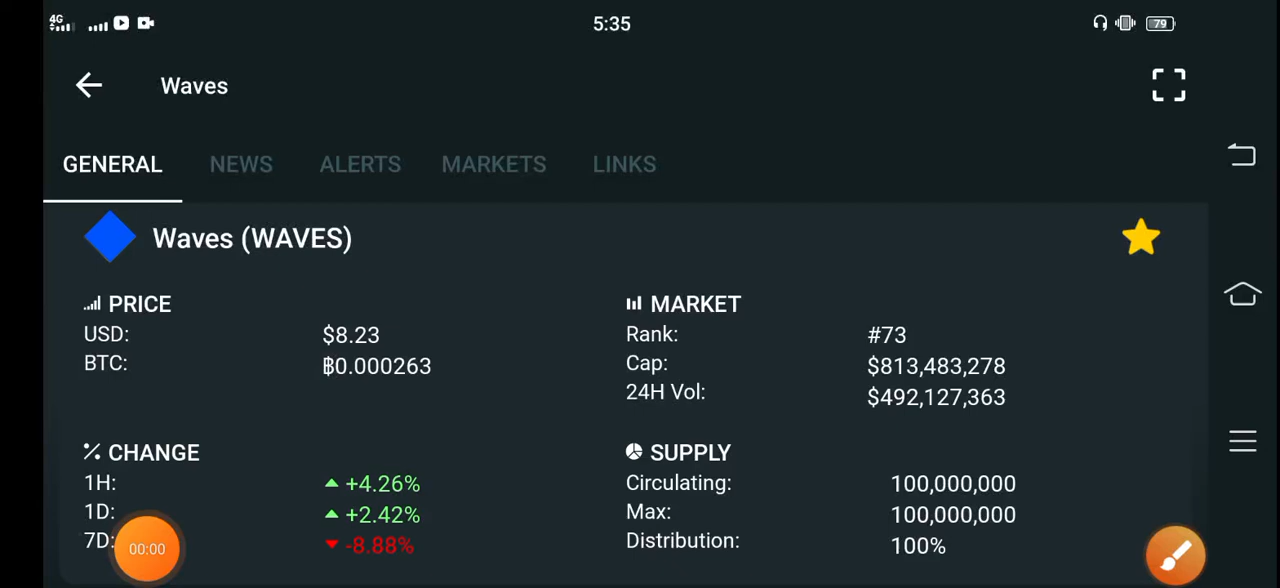 4G 5:35 79
Waves
GENERAL NEWS ALERTS MARKETS LINKS
Waves (WAVES)
PRICE
USD: $8.23
BTC: ฿0.000263
MARKET
Rank: #73
Cap: $813,483,278
24H Vol: $492,127,363
CHANGE
1H: +4.26%
1D: +2.42%
7D: -8.88%
00:00
SUPPLY
Circulating: 100,000,000
Max: 100,000,000
Distribution: 100%